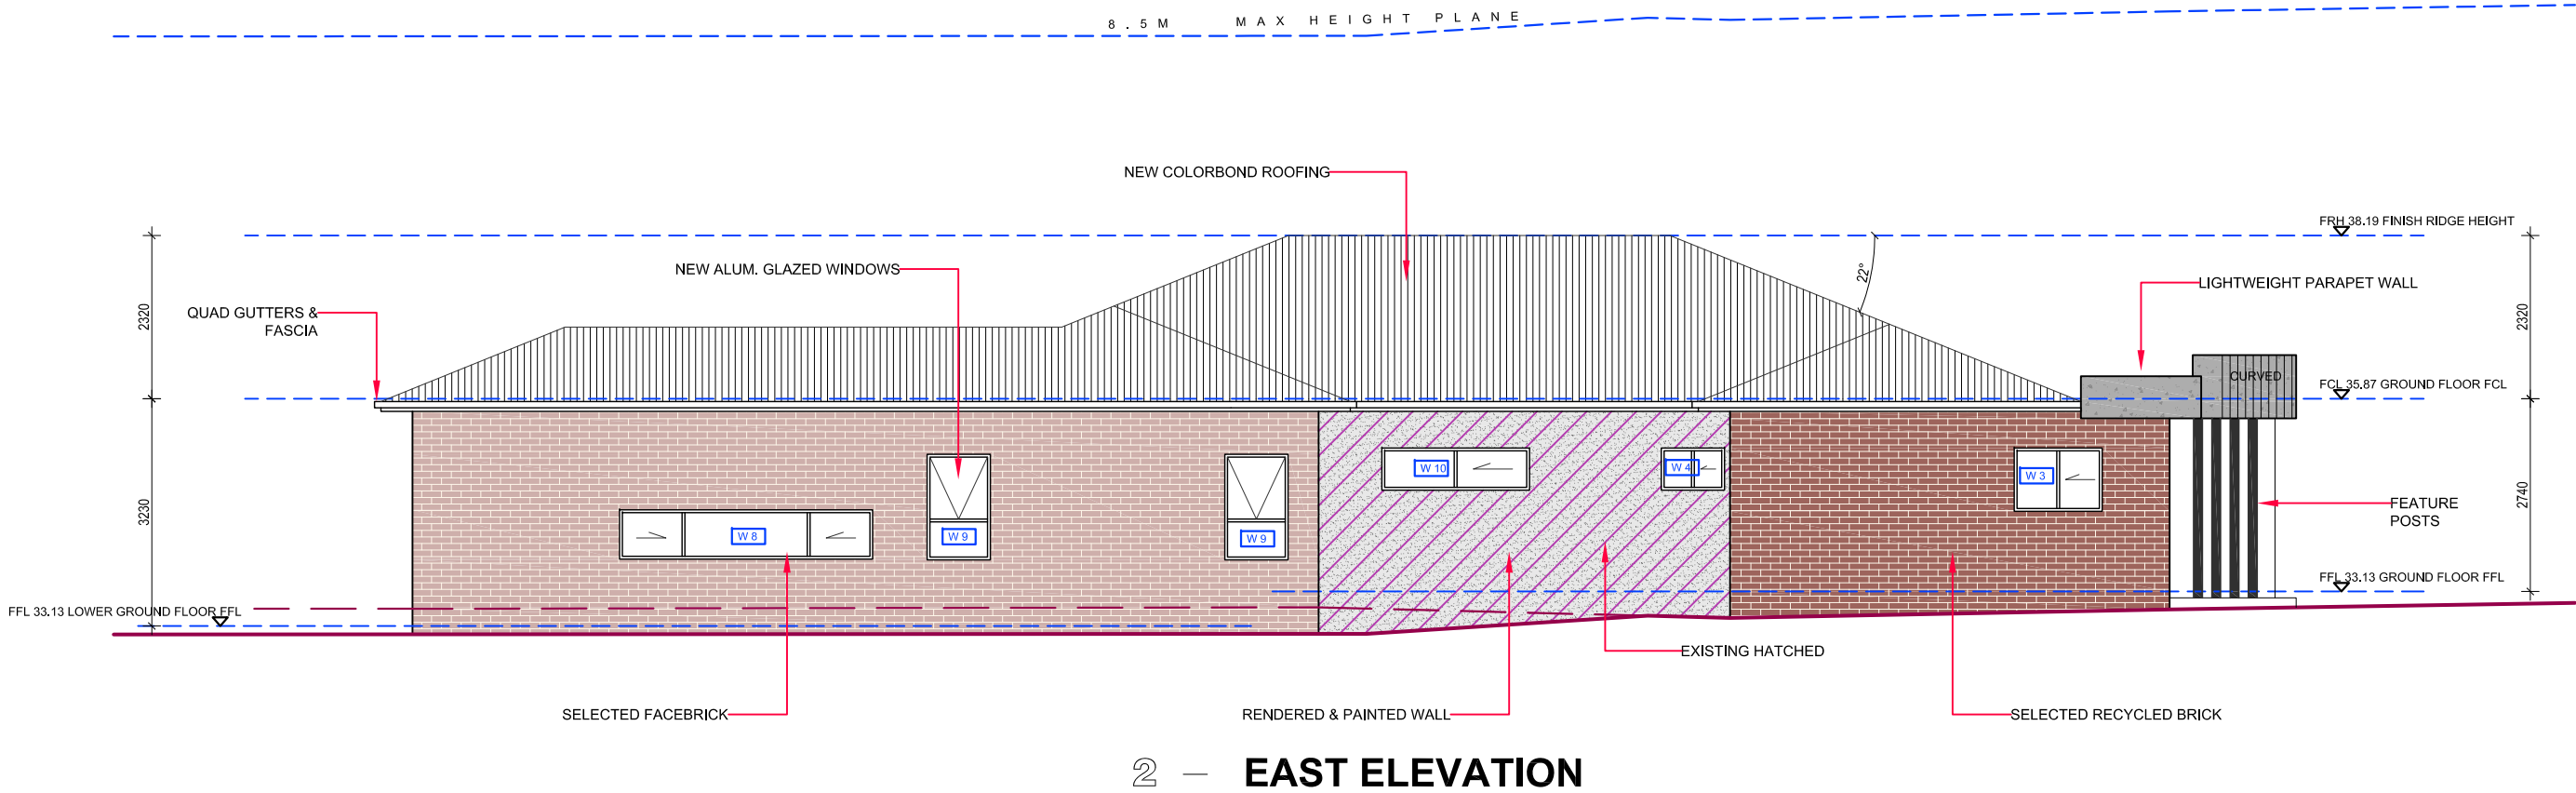 8.5M MAX HEIGHT PLANE
NEW COLORBOND ROOFING
FRH 38.19 FINISH RIDGE HEIGHT
NEW ALUM. GLAZED WINDOWS
22°
LIGHTWEIGHT PARAPET WALL
QUAD GUTTERS &
FASCIA
2320
2320
CURVED
FCL 35.87 GROUND FLOOR FCL
W 10
W 4
W 3
3230
2740
FEATURE
POSTS
W 8
W 9
W 9
FFL 33.13 GROUND FLOOR FFL
FFL 33.13 LOWER GROUND FLOOR FFL
EXISTING HATCHED
SELECTED FACEBRICK
RENDERED & PAINTED WALL
SELECTED RECYCLED BRICK
2 — EAST ELEVATION